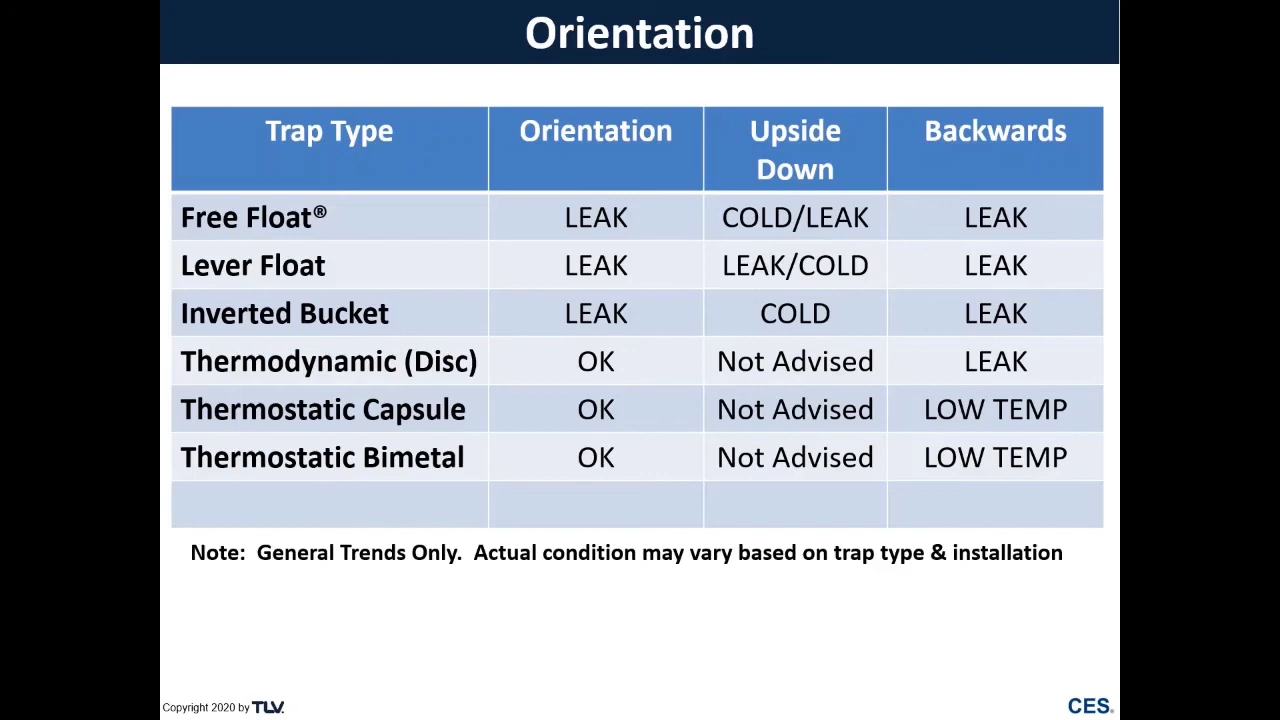 Orientation
Trap Type Orientation Upside Down Backwards
Free Float® LEAK COLD/LEAK LEAK
Lever Float LEAK LEAK/COLD LEAK
Inverted Bucket LEAK COLD LEAK
Thermodynamic (Disc) OK Not Advised LEAK
Thermostatic Capsule OK Not Advised LOW TEMP
Thermostatic Bimetal OK Not Advised LOW TEMP
Note: General Trends Only. Actual condition may vary based on trap type & installation
Copyright 2020 by TLV.
CES®